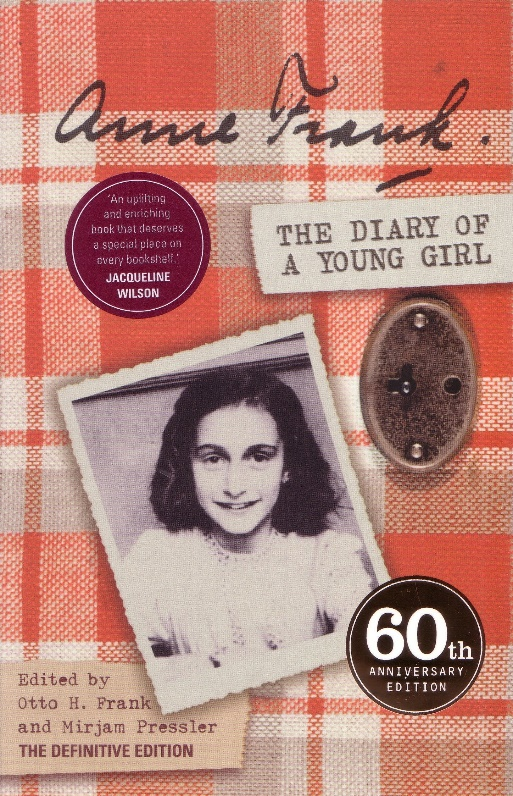 Anne Frank.
'An uplifting
and enriching
book that deserves
a special place on
every bookshelf.'
JACQUELINE
WILSON
THE DIARY OF
A YOUNG GIRL
60th
ANNIVERSARY
EDITION
Edited by
Otto H. Frank
and Mirjam Pressler
THE DEFINITIVE EDITION